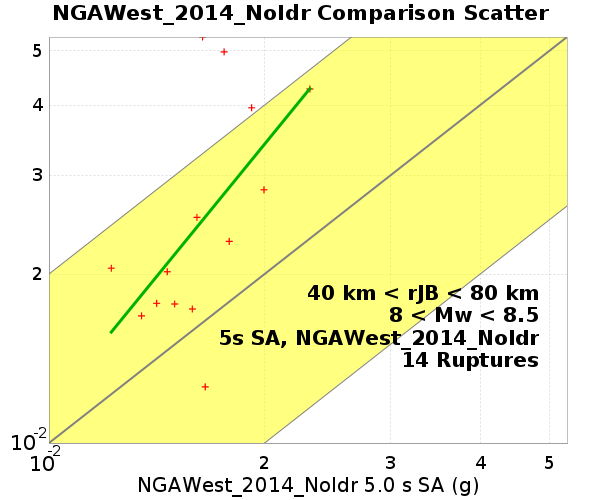 NGAWest_2014_NoIdr Comparison Scatter
5
4
3
2
10-2
10-2
2
3
4
5
40 km < rJB < 80 km
8 < Mw < 8.5
5s SA, NGAWest_2014_NoIdr
14 Ruptures
NGAWest_2014_NoIdr 5.0 s SA (g)